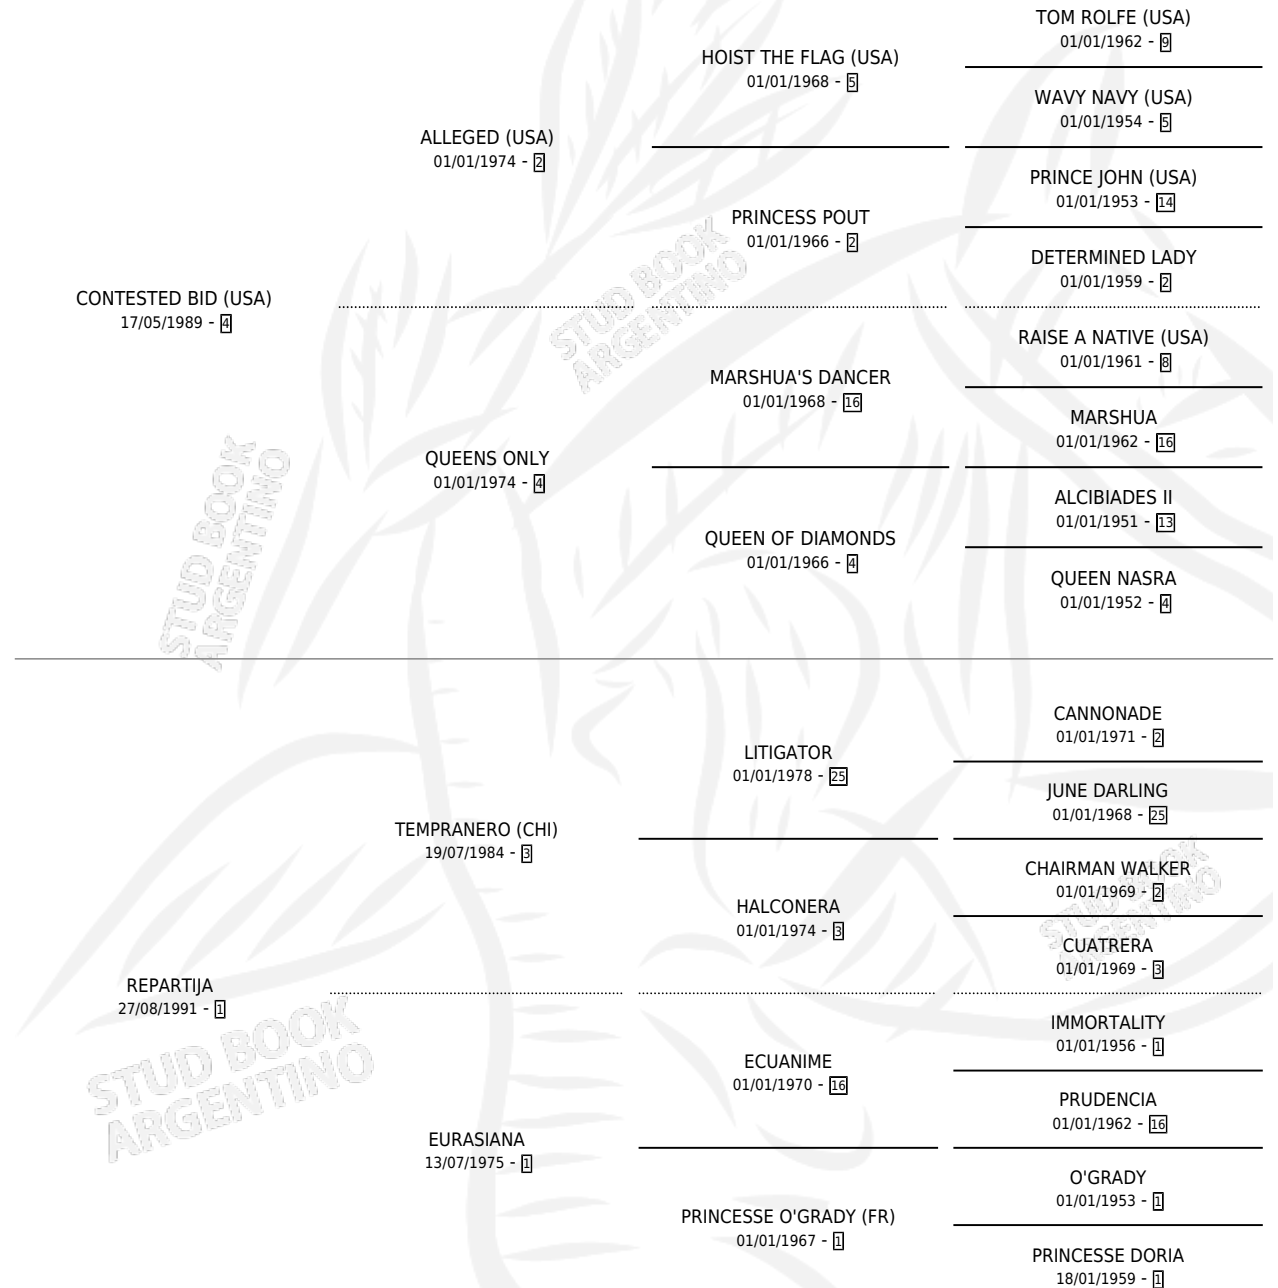 TOM ROLFE (USA)
01/01/1962 - 9
HOIST THE FLAG (USA)
01/01/1968 - 5
WAVY NAVY (USA)
01/01/1954 - 5
ALLEGED (USA)
01/01/1974 - 2
PRINCE JOHN (USA)
01/01/1953 - 14
PRINCESS POUT
01/01/1966 - 2
DETERMINED LADY
01/01/1959 - 2
CONTESTED BID (USA)
17/05/1989 - 4
RAISE A NATIVE (USA)
01/01/1961 - 8
MARSHUA'S DANCER
01/01/1968 - 16
MARSHUA
01/01/1962 - 16
QUEENS ONLY
01/01/1974 - 4
ALCIBIADES II
01/01/1951 - 13
QUEEN OF DIAMONDS
01/01/1966 - 4
QUEEN NASRA
01/01/1952 - 4
CANNONADE
01/01/1971 - 2
LITIGATOR
01/01/1978 - 25
JUNE DARLING
01/01/1968 - 25
TEMPRANERO (CHI)
19/07/1984 - 3
CHAIRMAN WALKER
01/01/1969 - 2
HALCONERA
01/01/1974 - 3
CUATRERA
01/01/1969 - 3
REPARTIJA
27/08/1991 - 1
IMMORTALITY
01/01/1956 - 1
ECUANIME
01/01/1970 - 16
PRUDENCIA
01/01/1962 - 16
EURASIANA
13/07/1975 - 1
O'GRADY
01/01/1953 - 1
PRINCESSE O'GRADY (FR)
01/01/1967 - 1
PRINCESSE DORIA
18/01/1959 - 1
STUD BOOK
ARGENTINO
STUD BOOK
ARGENTINO
STUD BOOK
ARGENTINO
STUD BOOK
ARGENTINO